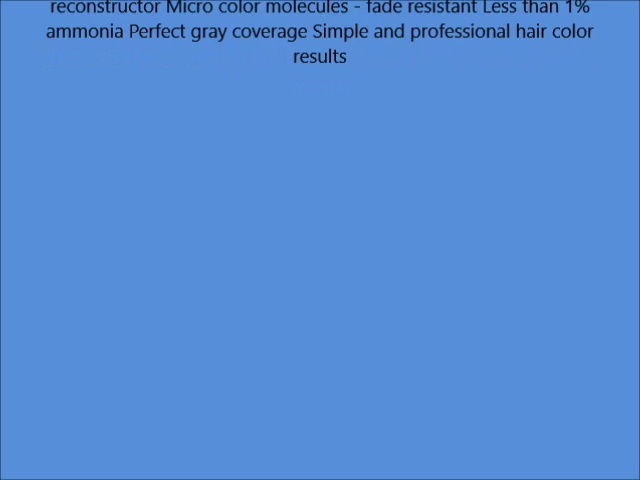 reconstructor Micro color molecules - fade resistant Less than 1%
ammonia Perfect gray coverage Simple and professional hair color
results